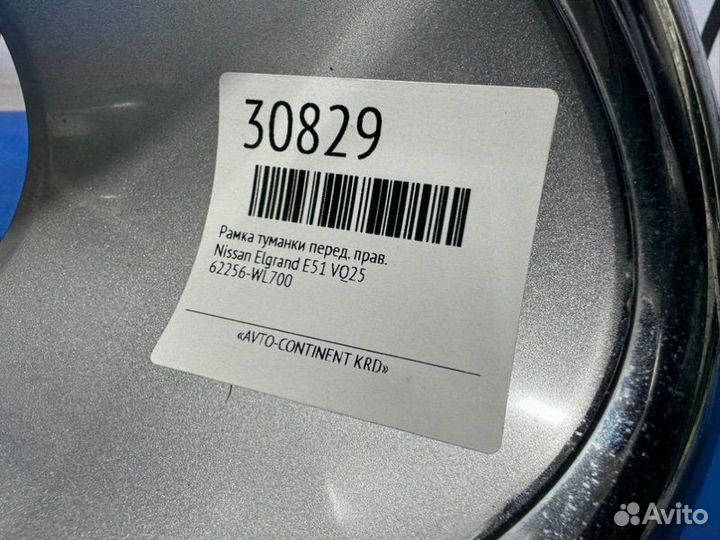 30829
Рамка туманки перед. прав.
Nissan Elgrand E51 VQ25
62256-WL700
«AVTO-CONTINENT KRD»
Avito